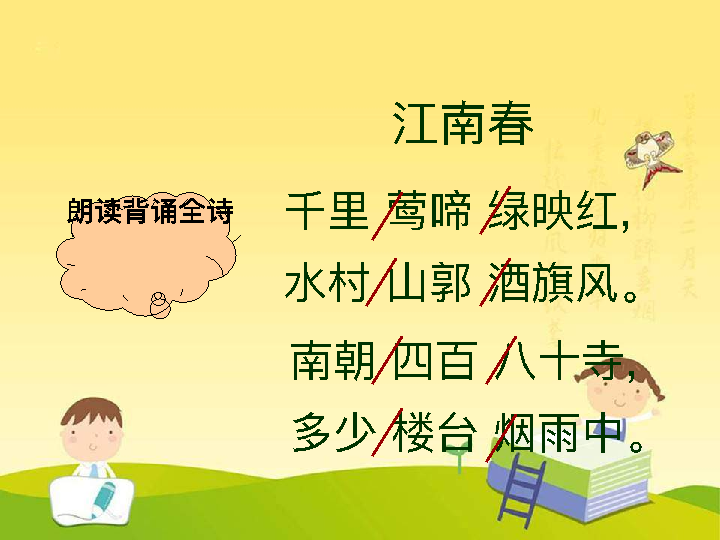 江南春
朗读背诵全诗
千里 莺啼 绿映红,
水村 山郭 酒旗风。
南朝 四百 八十寺,
多少 楼台 烟雨中。